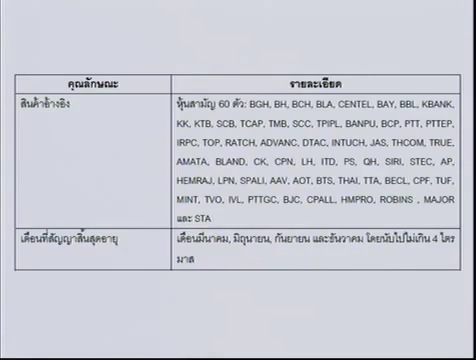 คุณลักษณะ
รายละเอียด
สินค้าอ้างอิง
หุ้นสามัญ 60 ตัว: BGH, BH, BCH, BLA, CENTEL, BAY, BBL, KBANK,
KK, KTB, SCB, TCAP, TMB, SCC, TPIPL, BANPU, BCP, PTT, PTTEP,
IRPC, TOP, RATCH, ADVANC, DTAC, INTUCH, JAS, THCOM, TRUE,
AMATA, BLAND, CK, CPN, LH, ITD, PS, QH, SIRI, STEC, AP,
HEMRAJ, LPN, SPALI, AAV, AOT, BTS, THAI, TTA, BECL, CPF, TUF,
MINT, TVO, IVL, PTTGC, BJC, CPALL, HMPRO, ROBINS , MAJOR
และ STA
เดือนที่สัญญาสิ้นสุดอายุ
เดือนมีนาคม, มิถุนายน, กันยายน และธันวาคม โดยนับไปไม่เกิน 4 ไตร
มาส